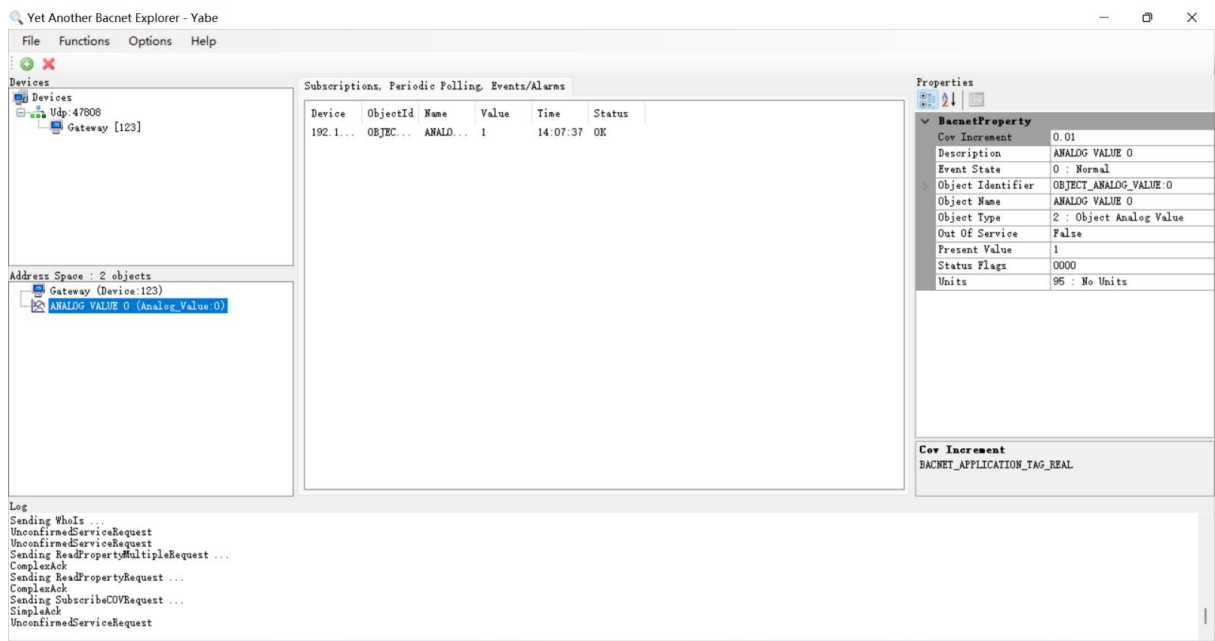 Yet Another Bacnet Explorer - Yabe
File Functions Options Help
Devices
Devices
Udp:47808
Gateway [123]
Address Space : 2 objects
Gateway (Device:123)
ANALOG VALUE 0 (Analog_Value:0)
Subscriptions, Periodic Polling, Events/Alarms
Device ObjectId Name Value Time Status
192.1... OBJEC... ANALO... 1 14:07:37 OK
Properties
BacnetProperty
Cov Increment 0.01
Description ANALOG VALUE 0
Event State 0 : Normal
Object Identifier OBJECT_ANALOG_VALUE:0
Object Name ANALOG VALUE 0
Object Type 2 : Object Analog Value
Out Of Service False
Present Value 1
Status Flags 0000
Units 95 : No Units
Cov Increment
BACNET_APPLICATION_TAG_REAL
Log
Sending WhoIs ...
UnconfirmedServiceRequest
UnconfirmedServiceRequest
Sending ReadPropertyMultipleRequest ...
ComplexAck
Sending ReadPropertyRequest ...
ComplexAck
Sending SubscribeCOVRequest ...
SimpleAck
UnconfirmedServiceRequest